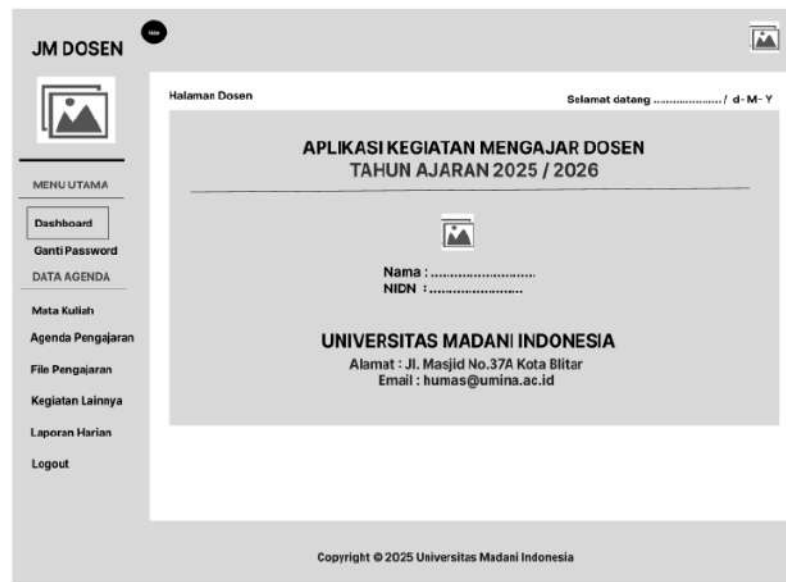 JM DOSEN
Halaman Dosen
Selamat datang ...................../ d- M- Y
MENU UTAMA
Dashboard
Ganti Password
DATA AGENDA
Mata Kuliah
Agenda Pengajaran
File Pengajaran
Kegiatan Lainnya
Laporan Harian
Logout
APLIKASI KEGIATAN MENGAJAR DOSEN
TAHUN AJARAN 2025 / 2026
Nama : ...........................
NIDN : ........................
UNIVERSITAS MADANI INDONESIA
Alamat : Jl. Masjid No.37A Kota Blitar
Email : humas@umina.ac.id
Copyright © 2025 Universitas Madani Indonesia